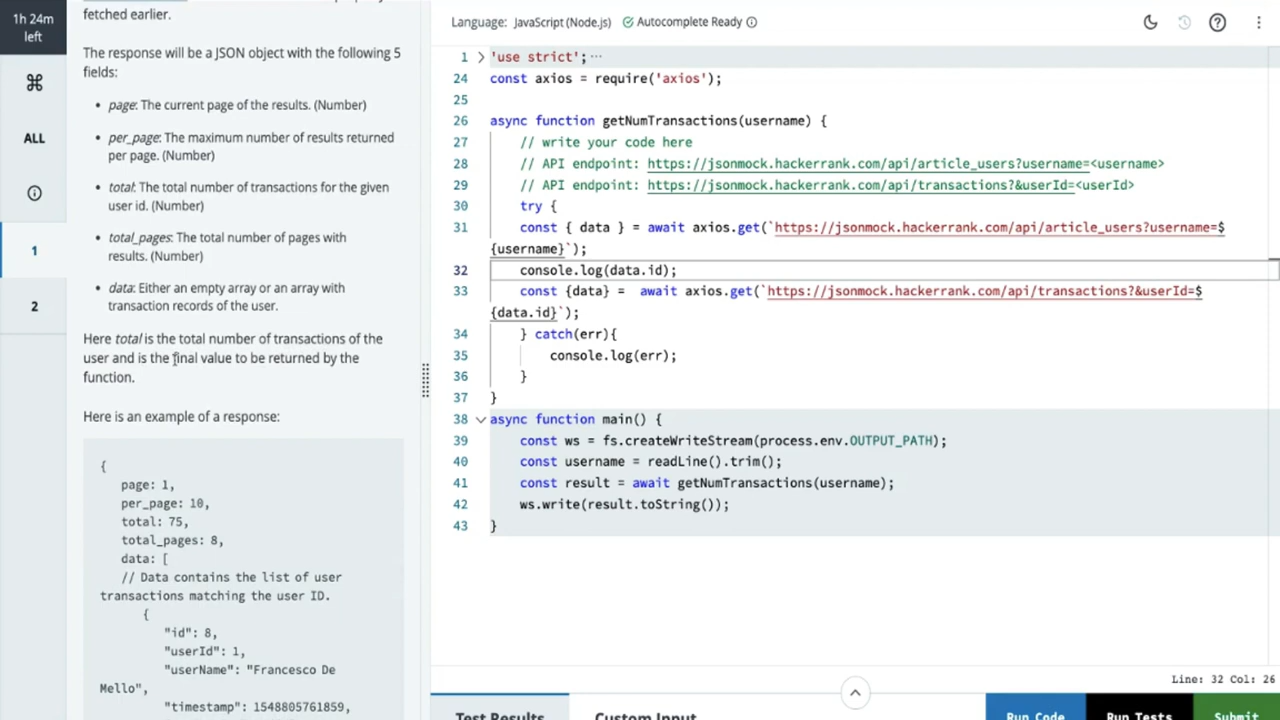 1h 24m
left
ALL
1
2
fetched earlier.
The response will be a JSON object with the following 5
fields:
• page: The current page of the results. (Number)
• per_page: The maximum number of results returned
per page. (Number)
• total: The total number of transactions for the given
user id. (Number)
• total_pages: The total number of pages with
results. (Number)
• data: Either an empty array or an array with
transaction records of the user.
Here total is the total number of transactions of the
user and is the final value to be returned by the
function.
Here is an example of a response:
{
page: 1,
per_page: 10,
total: 75,
total_pages: 8,
data: [
// Data contains the list of user
transactions matching the user ID.
{
"id": 8,
"userId": 1,
"userName": "Francesco De
Mello",
"timestamp": 1548805761859,
Language: JavaScript (Node.js) Autocomplete Ready
1 'use strict'; ···
24 const axios = require('axios');
25
26 async function getNumTransactions(username) {
27 // write your code here
28 // API endpoint: https://jsonmock.hackerrank.com/api/article_users?username=<username>
29 // API endpoint: https://jsonmock.hackerrank.com/api/transactions?&userId=<userId>
30 try {
31 const { data } = await axios.get(`https://jsonmock.hackerrank.com/api/article_users?username=$
{username}`);
32 console.log(data.id);
33 const {data} = await axios.get(`https://jsonmock.hackerrank.com/api/transactions?&userId=$
{data.id}`);
34 } catch(err){
35 console.log(err);
36 }
37 }
38 async function main() {
39 const ws = fs.createWriteStream(process.env.OUTPUT_PATH);
40 const username = readLine().trim();
41 const result = await getNumTransactions(username);
42 ws.write(result.toString());
43 }
Line: 32 Col: 26
Test Results Custom Input Run Code Run Tests Submit